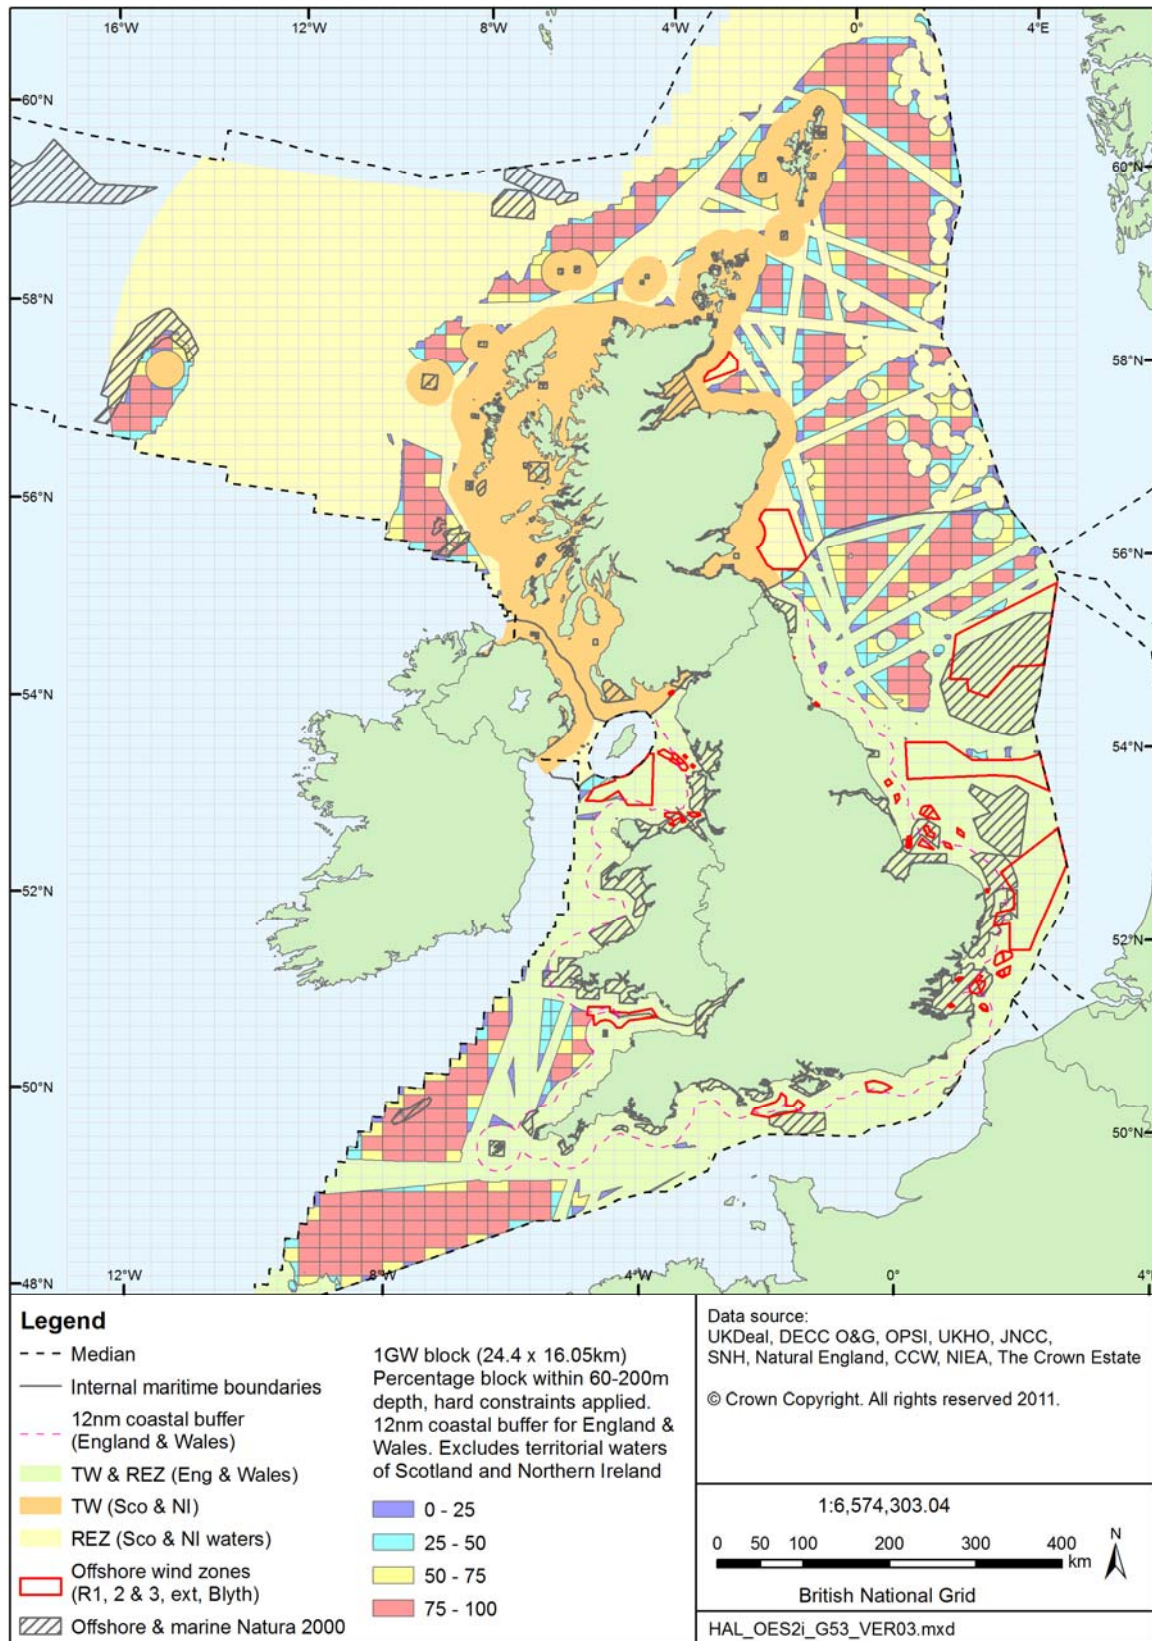 16°W
12°W
8°W
4°W
0°
4°E
60°N
60°N
58°N
58°N
56°N
56°N
54°N
54°N
52°N
52°N
50°N
50°N
48°N
12°W
8°W
4°W
0°
4°
Legend
Median
Internal maritime boundaries
12nm coastal buffer
(England & Wales)
TW & REZ (Eng & Wales)
TW (Sco & NI)
REZ (Sco & NI waters)
Offshore wind zones
(R1, 2 & 3, ext, Blyth)
Offshore & marine Natura 2000
1GW block (24.4 x 16.05km)
Percentage block within 60-200m
depth, hard constraints applied.
12nm coastal buffer for England &
Wales. Excludes territorial waters
of Scotland and Northern Ireland
0 - 25
25 - 50
50 - 75
75 - 100
Data source:
UKDeal, DECC O&G, OPSI, UKHO, JNCC,
SNH, Natural England, CCW, NIEA, The Crown Estate
© Crown Copyright. All rights reserved 2011.
1:6,574,303.04
0 50 100 200 300 400
km
N
British National Grid
HAL_OES2i_G53_VER03.mxd